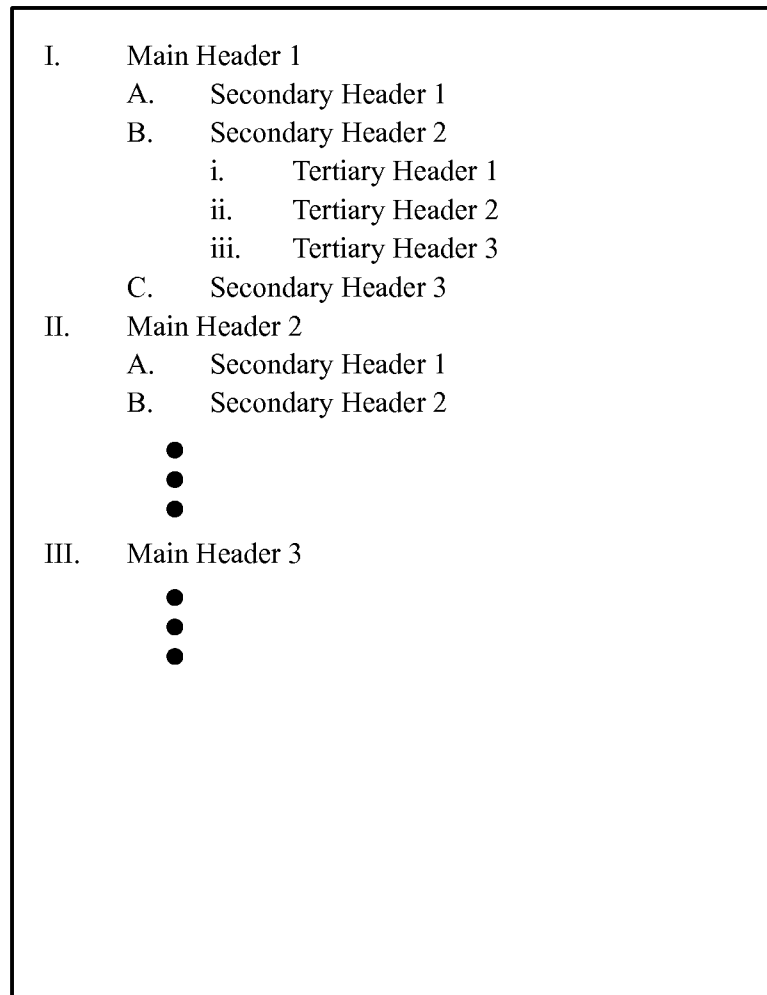 I. Main Header 1
A. Secondary Header 1
B. Secondary Header 2
i. Tertiary Header 1
ii. Tertiary Header 2
iii. Tertiary Header 3
C. Secondary Header 3
II. Main Header 2
A. Secondary Header 1
B. Secondary Header 2
●
●
●
III. Main Header 3
●
●
●